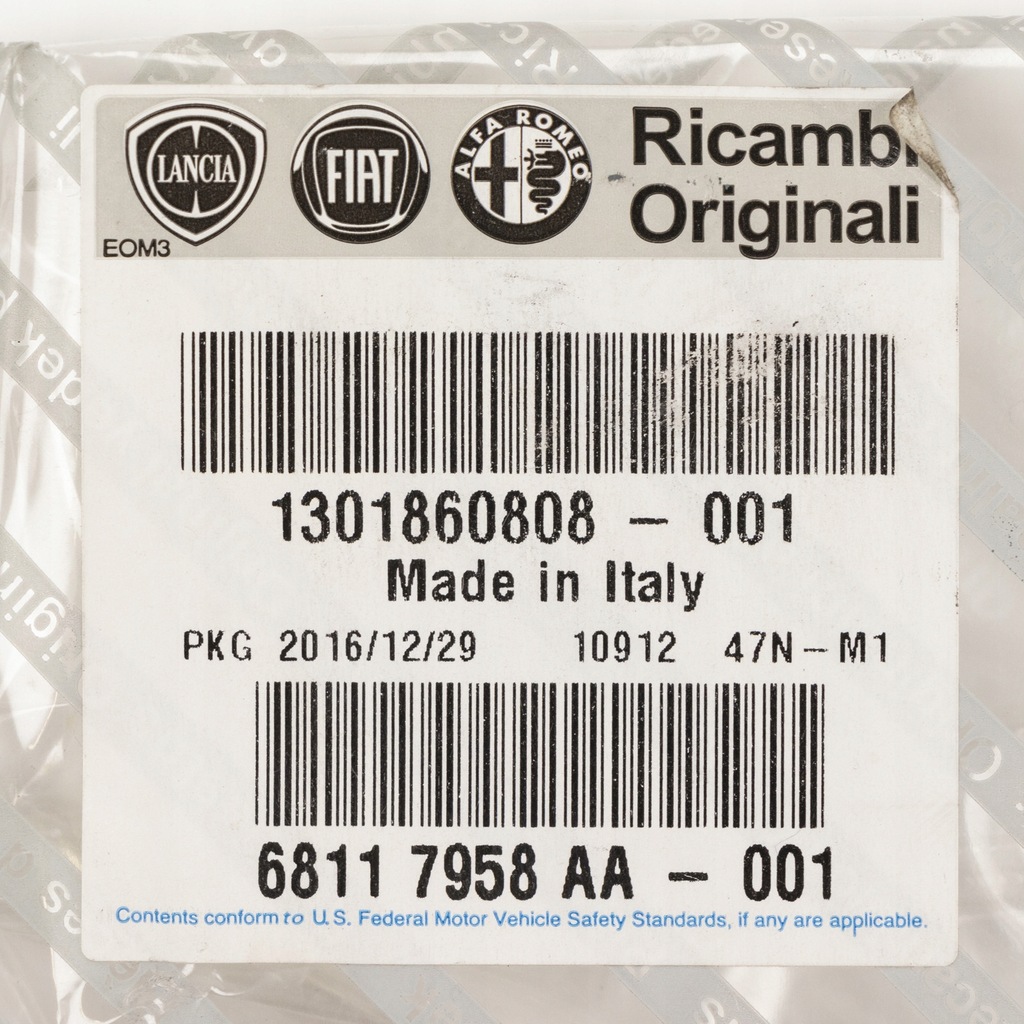 LANCIA
FIAT
ALFA ROMEO
Ricambi
Originali
EOM3
1301860808 – 001
Made in Italy
PKG 2016/12/29 10912 47N–M1
6811 7958 AA – 001
Contents conform to U.S. Federal Motor Vehicle Safety Standards, if any are applicable.